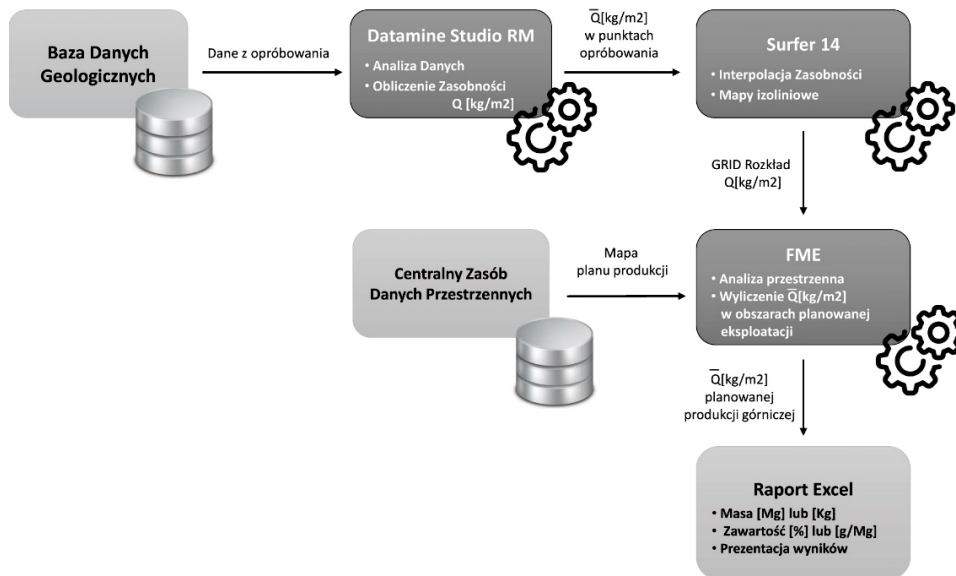 Baza Danych
Geologicznych
Dane z opróbowania
Datamine Studio RM
• Analiza Danych
• Obliczenie Zasobności
Q [kg/m2]
Q̅[kg/m2]
w punktach
opróbowania
Surfer 14
• Interpolacja Zasobności
• Mapy izoliniowe
GRID Rozkład
Q[kg/m2]
Centralny Zasób
Danych Przestrzennych
Mapa
planu produkcji
FME
• Analiza przestrzenna
• Wyliczenie Q̅[kg/m2]
w obszarach planowanej
eksploatacji
Q̅[kg/m2]
planowanej
produkcji górniczej
Raport Excel
• Masa [Mg] lub [Kg]
• Zawartość [%] lub [g/Mg]
• Prezentacja wyników